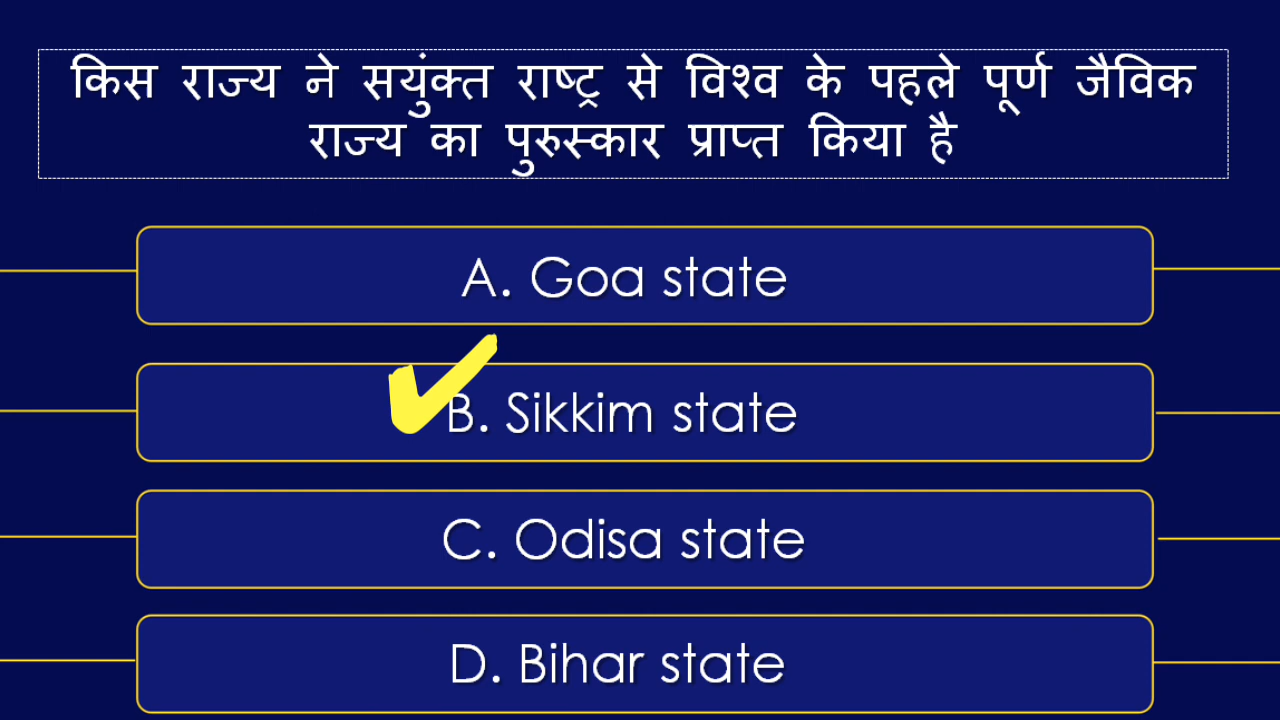 किस राज्य ने सयुंक्त राष्ट्र से विश्व के पहले पूर्ण जैविक
राज्य का पुरुस्कार प्राप्त किया है
A. Goa state
B. Sikkim state
C. Odisa state
D. Bihar state